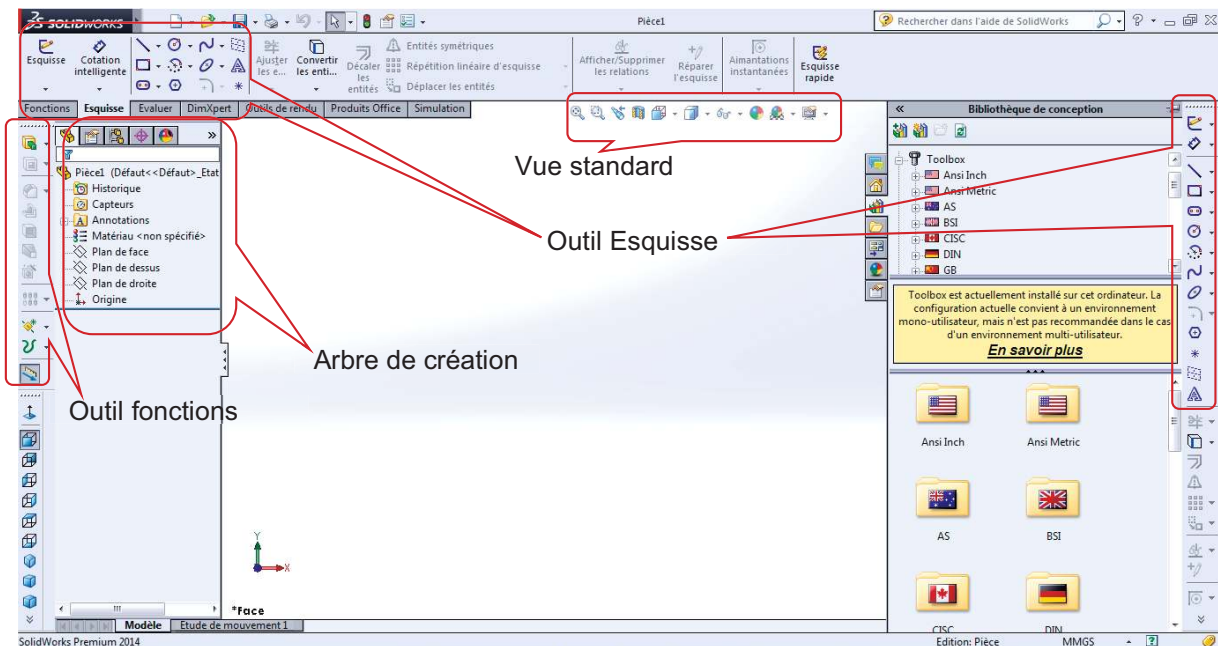 SOLIDWORKS
Pièce1
Rechercher dans l'aide de SolidWorks
Esquisse
Cotation intelligente
Ajuster les e...
Convertir les enti...
Décaler les entités
Entités symétriques
Répétition linéaire d'esquisse
Déplacer les entités
Afficher/Supprimer les relations
Réparer l'esquisse
Aimantations instantanées
Esquisse rapide
Fonctions
Esquisse
Evaluer
DimXpert
Outils de rendu
Produits Office
Simulation
Vue standard
Outil Esquisse
Arbre de création
Outil fonctions
Pièce1 (Défaut<<Défaut>_Etat
Historique
Capteurs
Annotations
Matériau <non spécifié>
Plan de face
Plan de dessus
Plan de droite
Origine
Bibliothèque de conception
Toolbox
Ansi Inch
Ansi Metric
AS
BSI
CISC
DIN
GB
Toolbox est actuellement installé sur cet ordinateur. La
configuration actuelle convient à un environnement
mono-utilisateur, mais n'est pas recommandée dans le cas
d'un environnement multi-utilisateur.
En savoir plus
Ansi Inch
Ansi Metric
AS
BSI
CISC
DIN
Y
X
*Face
Modèle
Etude de mouvement 1
SolidWorks Premium 2014
Edition: Pièce
MMGS